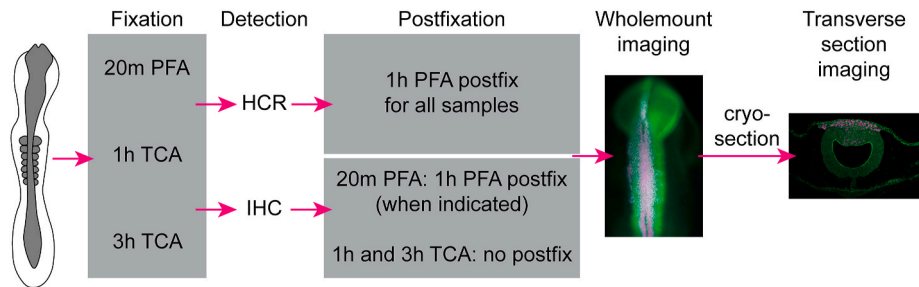 Fixation
Detection
Postfixation
Wholemount
imaging
Transverse
section
imaging
20m PFA
1h TCA
3h TCA
HCR
IHC
1h PFA postfix
for all samples
20m PFA: 1h PFA postfix
(when indicated)
1h and 3h TCA: no postfix
cryo-
section